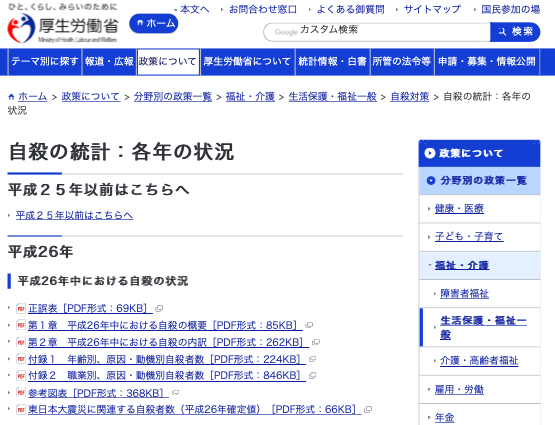 ひと、くらし、みらいのために
厚生労働省
Ministry of Health, Labour and Welfare
ホーム
本文へ お問合わせ窓口 よくある御質問 サイトマップ 国民参加の場
Google カスタム検索 検索
テーマ別に探す 報道・広報 政策について 厚生労働省について 統計情報・白書 所管の法令等 申請・募集・情報公開
ホーム > 政策について > 分野別の政策一覧 > 福祉・介護 > 生活保護・福祉一般 > 自殺対策 > 自殺の統計：各年の
状況
自殺の統計：各年の状況
平成２５年以前はこちらへ
平成２５年以前はこちらへ
平成26年
平成26年中における自殺の状況
PDF 正誤表［PDF形式：69KB］
PDF 第１章　平成26年中における自殺の概要［PDF形式：85KB］
PDF 第２章　平成26年中における自殺の内訳［PDF形式：262KB］
PDF 付録１　年齢別、原因・動機別自殺者数［PDF形式：224KB］
PDF 付録２　職業別、原因・動機別自殺者数［PDF形式：846KB］
PDF 参考図表［PDF形式：368KB］
PDF 東日本大震災に関連する自殺者数（平成26年確定値）［PDF形式：66KB］
政策について
分野別の政策一覧
健康・医療
子ども・子育て
福祉・介護
障害者福祉
生活保護・福祉一
般
介護・高齢者福祉
雇用・労働
年金